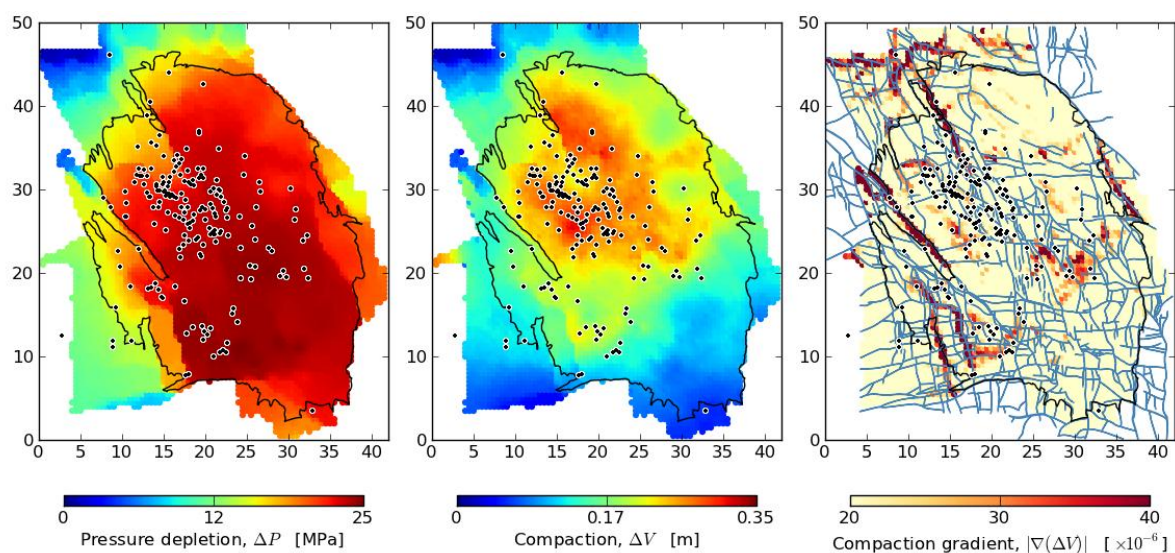 50 50 50
40 40 40
30 30 30
20 20 20
10 10 10
0 0 0
0 5 10 15 20 25 30 35 40 0 5 10 15 20 25 30 35 40 0 5 10 15 20 25 30 35 40
0 12 25 0 0.17 0.35 20 30 40
Pressure depletion, ΔP [MPa] Compaction, ΔV [m] Compaction gradient, |∇(ΔV)| [ ×10⁻⁶]